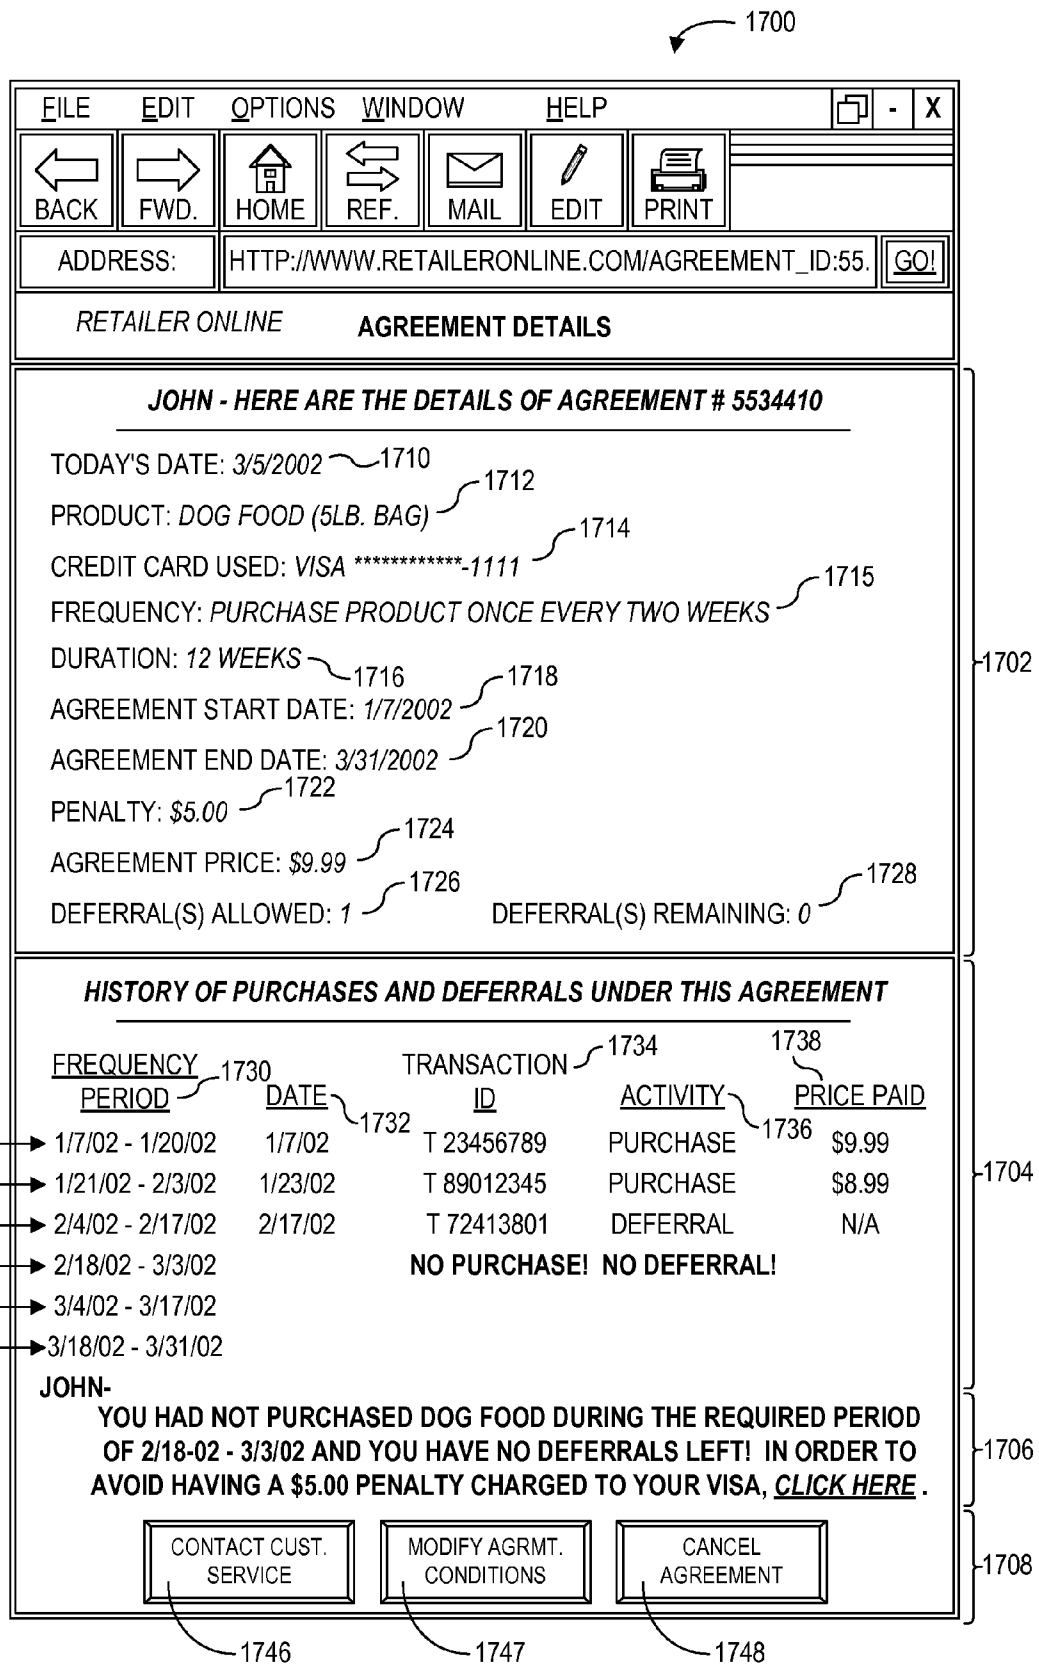 1700
FILE EDIT OPTIONS WINDOW HELP - X
BACK FWD. HOME REF. MAIL EDIT PRINT
ADDRESS: HTTP://WWW.RETAILERONLINE.COM/AGREEMENT_ID:55. GO!
RETAILER ONLINE AGREEMENT DETAILS
JOHN - HERE ARE THE DETAILS OF AGREEMENT # 5534410
TODAY'S DATE: 3/5/2002 1710
1712
PRODUCT: DOG FOOD (5LB. BAG)
1714
CREDIT CARD USED: VISA ************-1111
1715
FREQUENCY: PURCHASE PRODUCT ONCE EVERY TWO WEEKS
DURATION: 12 WEEKS 1716
1702
1718
AGREEMENT START DATE: 1/7/2002
1720
AGREEMENT END DATE: 3/31/2002
1722
PENALTY: $5.00
1724
AGREEMENT PRICE: $9.99
1726 1728
DEFERRAL(S) ALLOWED: 1 DEFERRAL(S) REMAINING: 0
HISTORY OF PURCHASES AND DEFERRALS UNDER THIS AGREEMENT
1734 1738
FREQUENCY TRANSACTION
1730
PERIOD DATE ID ACTIVITY PRICE PAID
1732 1736
1/7/02 - 1/20/02 1/7/02 T 23456789 PURCHASE $9.99
1704
1/21/02 - 2/3/02 1/23/02 T 89012345 PURCHASE $8.99
2/4/02 - 2/17/02 2/17/02 T 72413801 DEFERRAL N/A
2/18/02 - 3/3/02 NO PURCHASE! NO DEFERRAL!
3/4/02 - 3/17/02
3/18/02 - 3/31/02
JOHN-
YOU HAD NOT PURCHASED DOG FOOD DURING THE REQUIRED PERIOD
OF 2/18-02 - 3/3/02 AND YOU HAVE NO DEFERRALS LEFT! IN ORDER TO
1706
AVOID HAVING A $5.00 PENALTY CHARGED TO YOUR VISA, CLICK HERE .
CONTACT CUST. MODIFY AGRMT. CANCEL
SERVICE CONDITIONS AGREEMENT
1708
1746 1747 1748